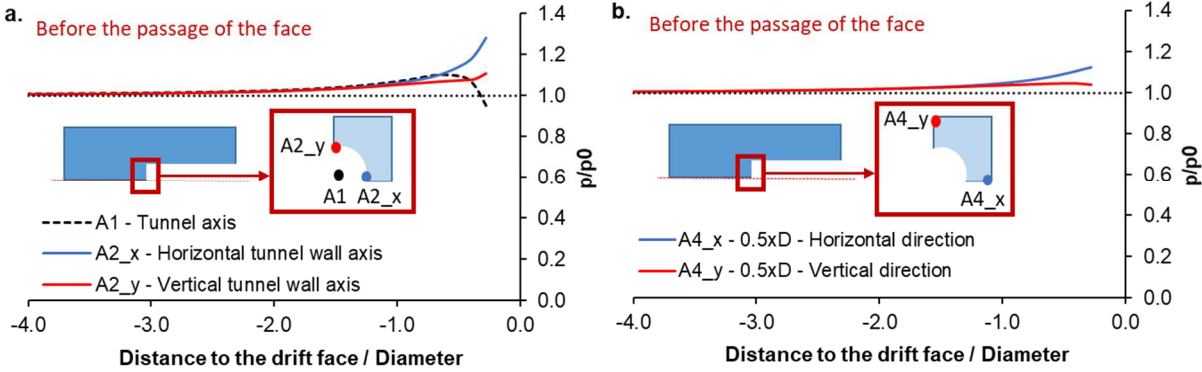 a.
Before the passage of the face
1.4
1.2
1.0
0.8
0.6
0.4
0.2
0.0
p/p0
A2_y
A1
A2_x
A1 - Tunnel axis
A2_x - Horizontal tunnel wall axis
A2_y - Vertical tunnel wall axis
-4.0 -3.0 -2.0 -1.0 0.0
Distance to the drift face / Diameter
b.
Before the passage of the face
1.4
1.2
1.0
0.8
0.6
0.4
0.2
0.0
p/p0
A4_y
A4_x
A4_x - 0.5xD - Horizontal direction
A4_y - 0.5xD - Vertical direction
-4.0 -3.0 -2.0 -1.0 0.0
Distance to the drift face / Diameter